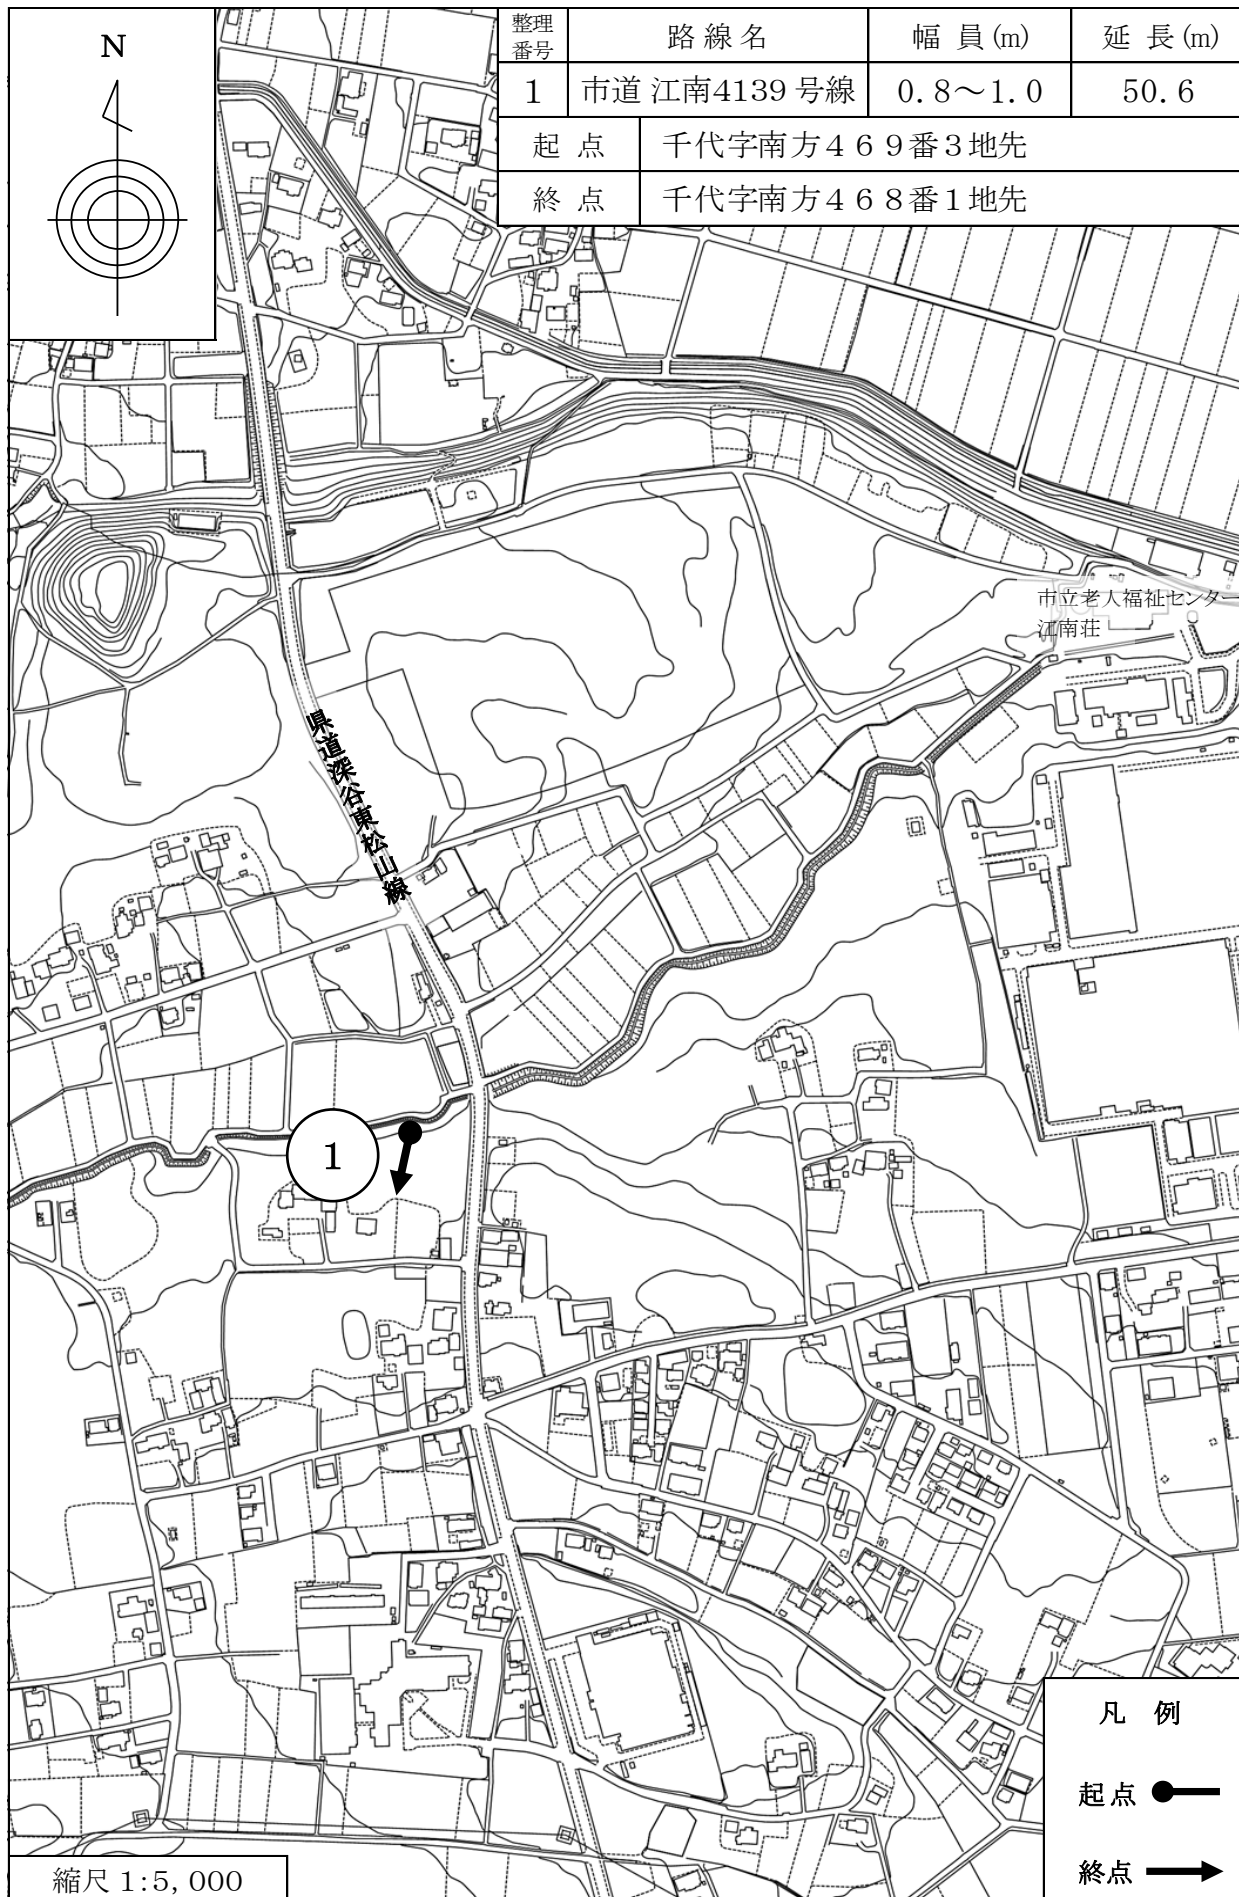 N
整理番号 路線名 幅員(m) 延長(m)
1 市道 江南4139号線 0.8～1.0 50.6
起点 千代字南方469番3地先
終点 千代字南方468番1地先
市立老人福祉センター
江南荘
県道深谷東松山線
1
凡例
起点
終点
縮尺 1:5,000